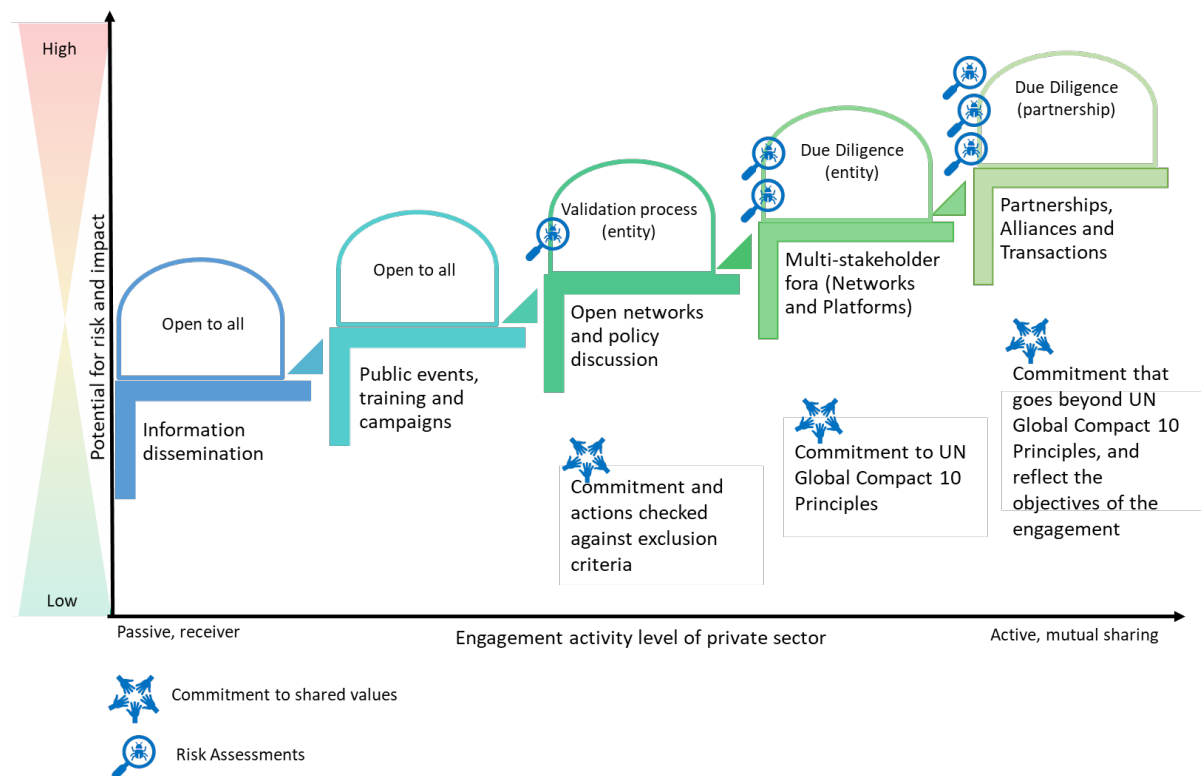 High
Potential for risk and impact
Low
Open to all
Information
dissemination
Open to all
Public events,
training and
campaigns
Validation process
(entity)
Open networks
and policy
discussion
Due Diligence
(entity)
Multi-stakeholder
fora (Networks
and Platforms)
Due Diligence
(partnership)
Partnerships,
Alliances and
Transactions
Commitment and
actions checked
against exclusion
criteria
Commitment to UN
Global Compact 10
Principles
Commitment that
goes beyond UN
Global Compact 10
Principles, and
reflect the
objectives of the
engagement
Passive, receiver
Engagement activity level of private sector
Active, mutual sharing
Commitment to shared values
Risk Assessments